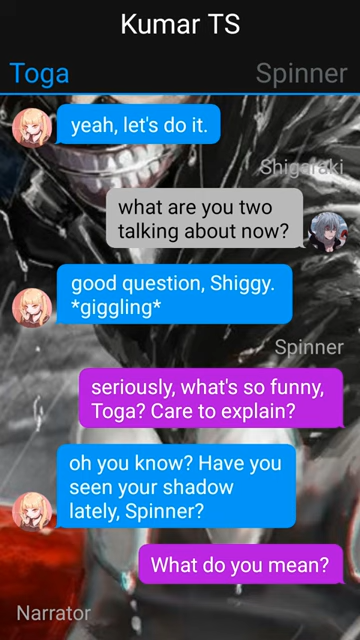 Kumar TS
Toga
Spinner
yeah, let's do it.
Shigaraki
what are you two
talking about now?
good question, Shiggy.
*giggling*
Spinner
seriously, what's so funny,
Toga? Care to explain?
oh you know? Have you
seen your shadow
lately, Spinner?
What do you mean?
Narrator